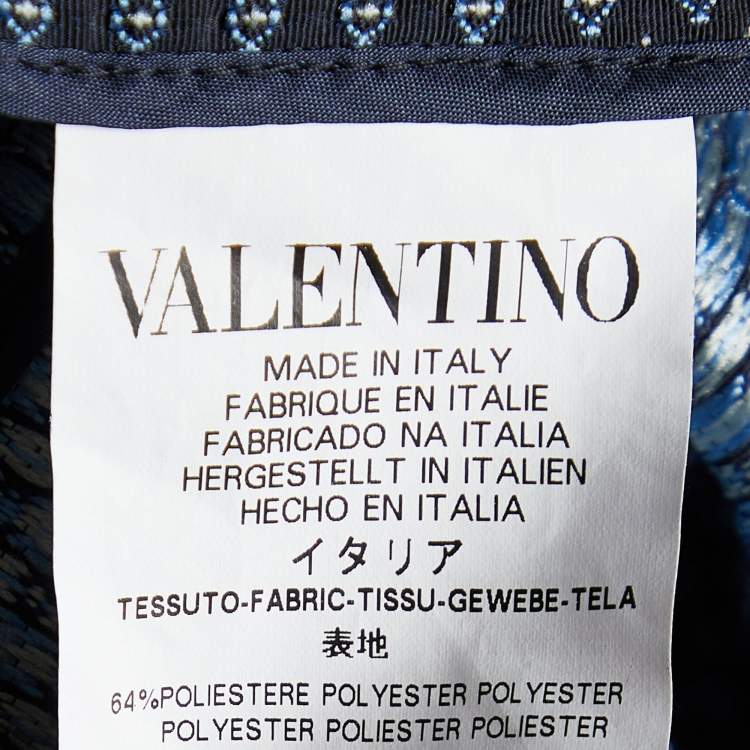 VALENTINO
MADE IN ITALY
FABRIQUE EN ITALIE
FABRICADO NA ITALIA
HERGESTELLT IN ITALIEN
HECHO EN ITALIA
イタリア
TESSUTO-FABRIC-TISSU-GEWEBE-TELA
表地
64%POLIESTERE POLYESTER POLYESTER
POLYESTER POLIESTER POLIESTER